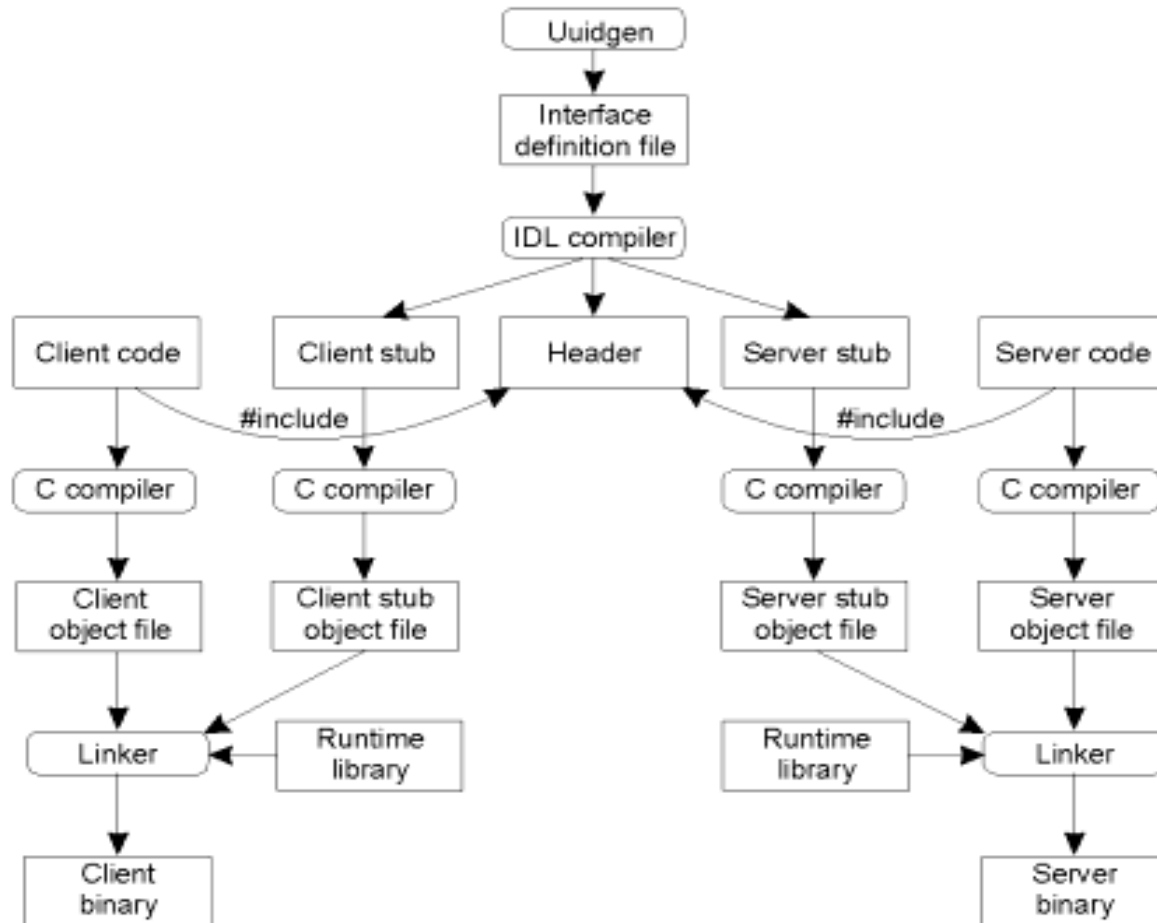 Uuidgen
Interface
definition file
IDL compiler
Client code
Client stub
Header
Server stub
Server code
#include
#include
C compiler
C compiler
C compiler
C compiler
Client
object file
Client stub
object file
Server stub
object file
Server
object file
Linker
Runtime
library
Runtime
library
Linker
Client
binary
Server
binary